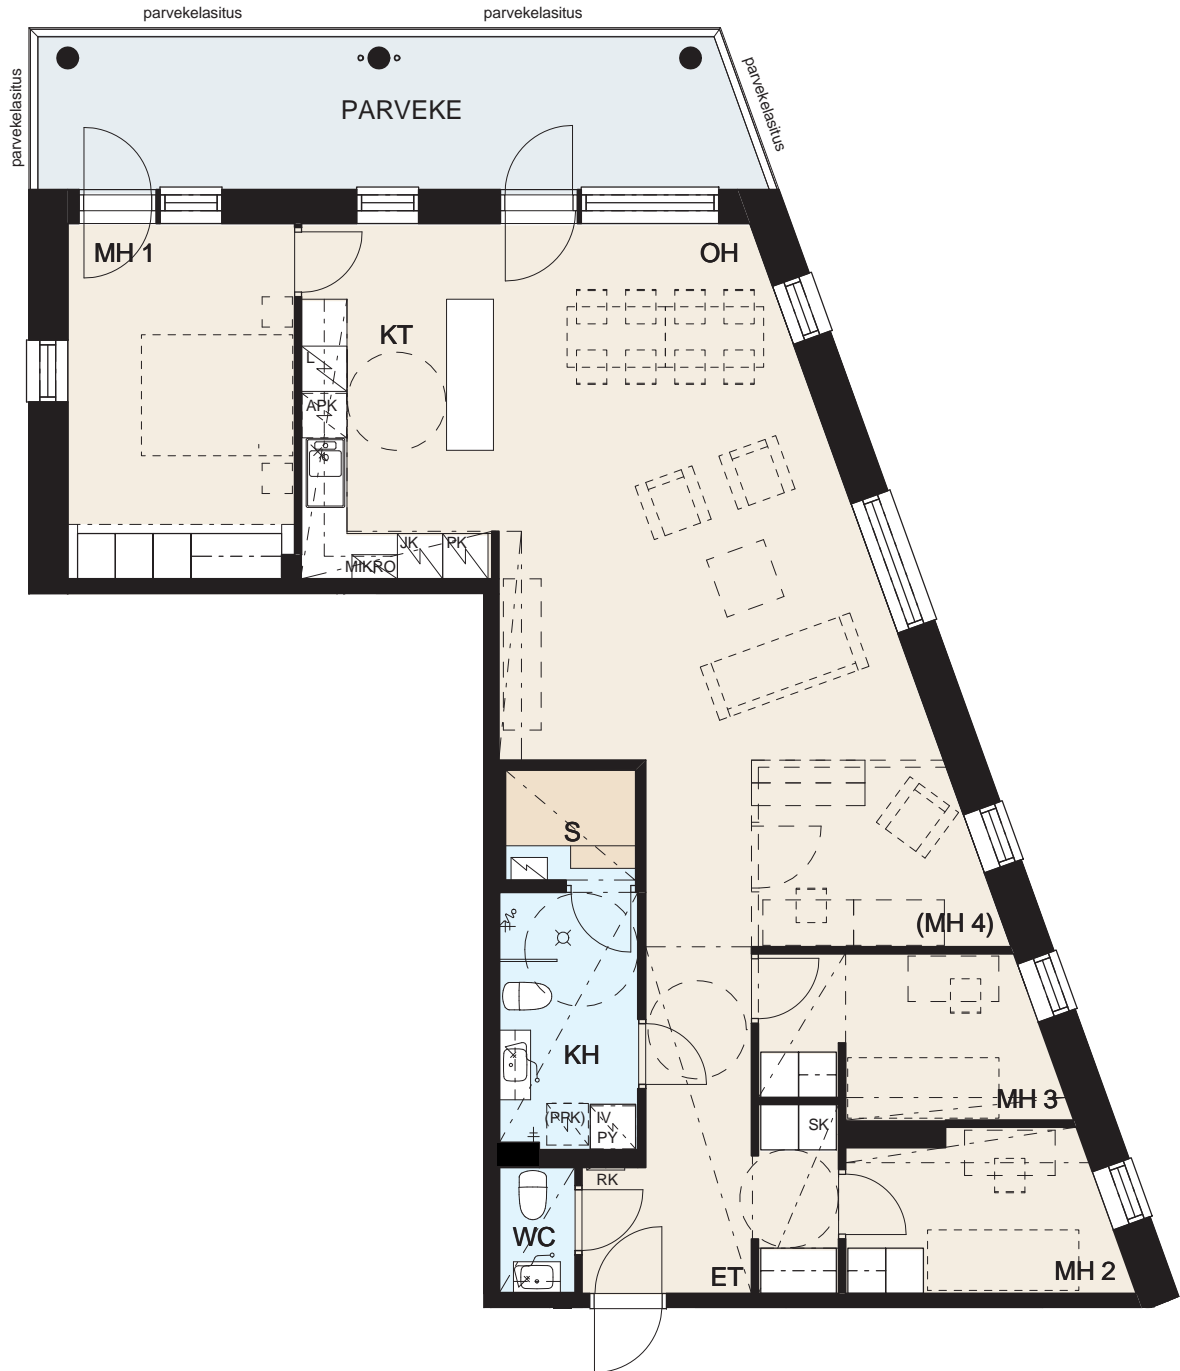 parvekelasitus
parvekelasitus
parvekelasitus
parvekelasitus
PARVEKE
MH 1
OH
KT
L
APK
JK
PK
MIKRO
S
(MH 4)
KH
MH 3
(PPK)
IV
PY
SK
RK
WC
ET
MH 2